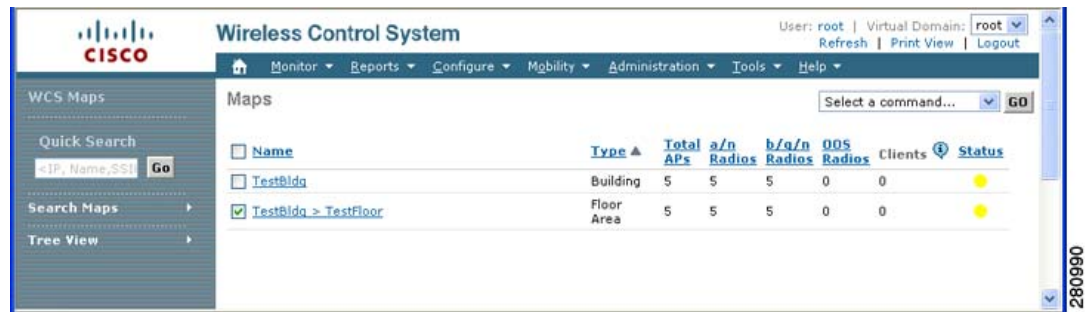 CISCO
Wireless Control System
User: root | Virtual Domain: root
Refresh | Print View | Logout
Monitor Reports Configure Mobility Administration Tools Help
WCS Maps
Quick Search
<IP, Name,SSI Go
Search Maps
Tree View
Maps
Select a command... GO
Name Type Total APs a/n Radios b/g/n Radios OOS Radios Clients Status
TestBldg Building 5 5 5 0 0
TestBldg > TestFloor Floor Area 5 5 5 0 0
280990